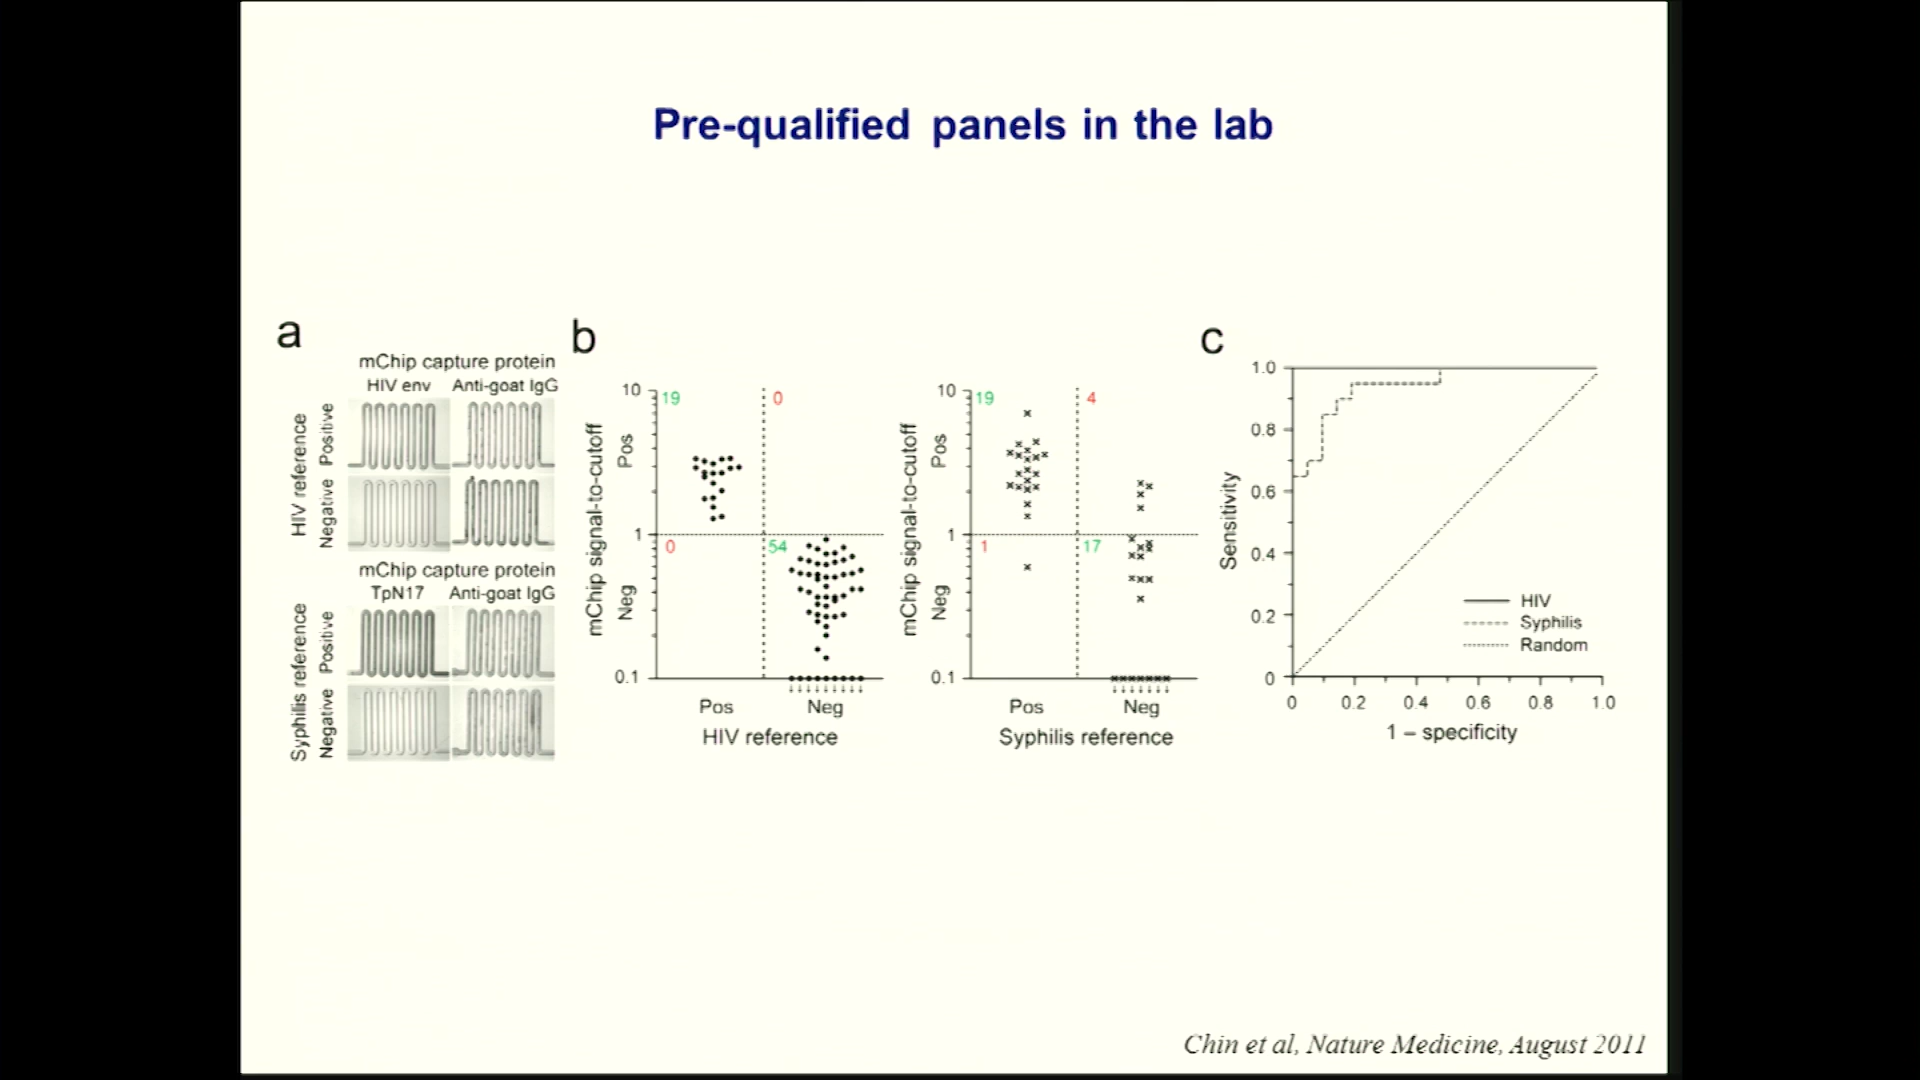 Pre-qualified panels in the lab
a
mChip capture protein
HIV env Anti-goat IgG
HIV reference
Positive
Negative
mChip capture protein
TpN17 Anti-goat IgG
Syphilis reference
Positive
Negative
b
mChip signal-to-cutoff
Pos
Neg
10
1
0.1
19
0
0
54
Pos Neg
HIV reference
mChip signal-to-cutoff
Pos
Neg
10
1
0.1
19
4
1
17
Pos Neg
Syphilis reference
c
Sensitivity
1.0
0.8
0.6
0.4
0.2
0
HIV
Syphilis
Random
0 0.2 0.4 0.6 0.8 1.0
1 – specificity
Chin et al, Nature Medicine, August 2011